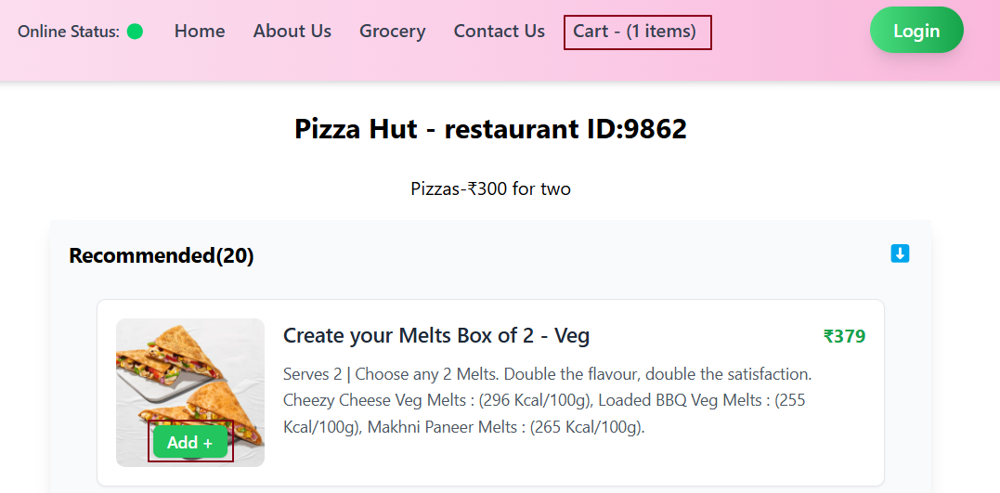 Online Status: Home About Us Grocery Contact Us Cart - (1 items) Login
Pizza Hut - restaurant ID:9862
Pizzas-₹300 for two
Recommended(20)
Create your Melts Box of 2 - Veg ₹379
Serves 2 | Choose any 2 Melts. Double the flavour, double the satisfaction.
Cheezy Cheese Veg Melts : (296 Kcal/100g), Loaded BBQ Veg Melts : (255
Kcal/100g), Makhni Paneer Melts : (265 Kcal/100g).
Add +